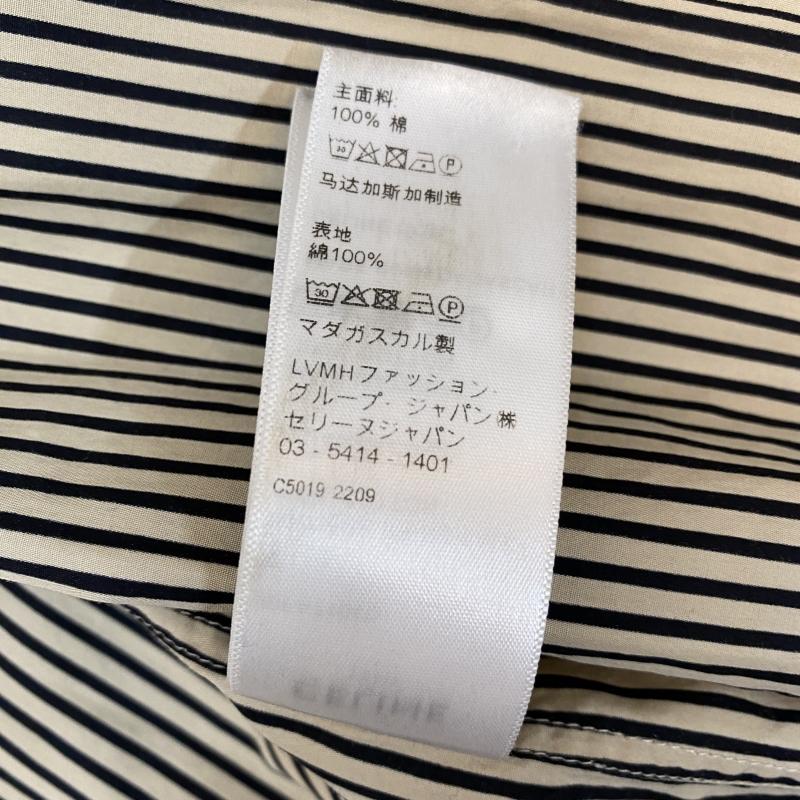 主面料:
100% 棉
30 P
马达加斯加制造
表地
綿100%
30 P
マダガスカル製
LVMHファッション・
グループ・ジャパン㈱
セリーヌジャパン
03 - 5414 - 1401
C5019 2209
CELINE